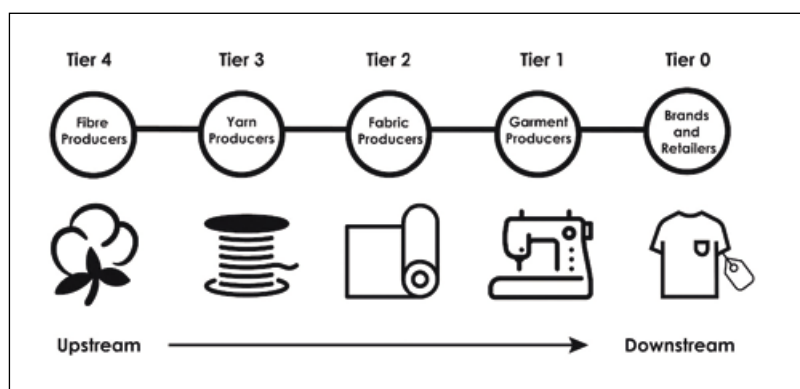 Tier 4
Tier 3
Tier 2
Tier 1
Tier 0
Fibre
Producers
Yarn
Producers
Fabric
Producers
Garment
Producers
Brands
and
Retailers
Upstream
Downstream